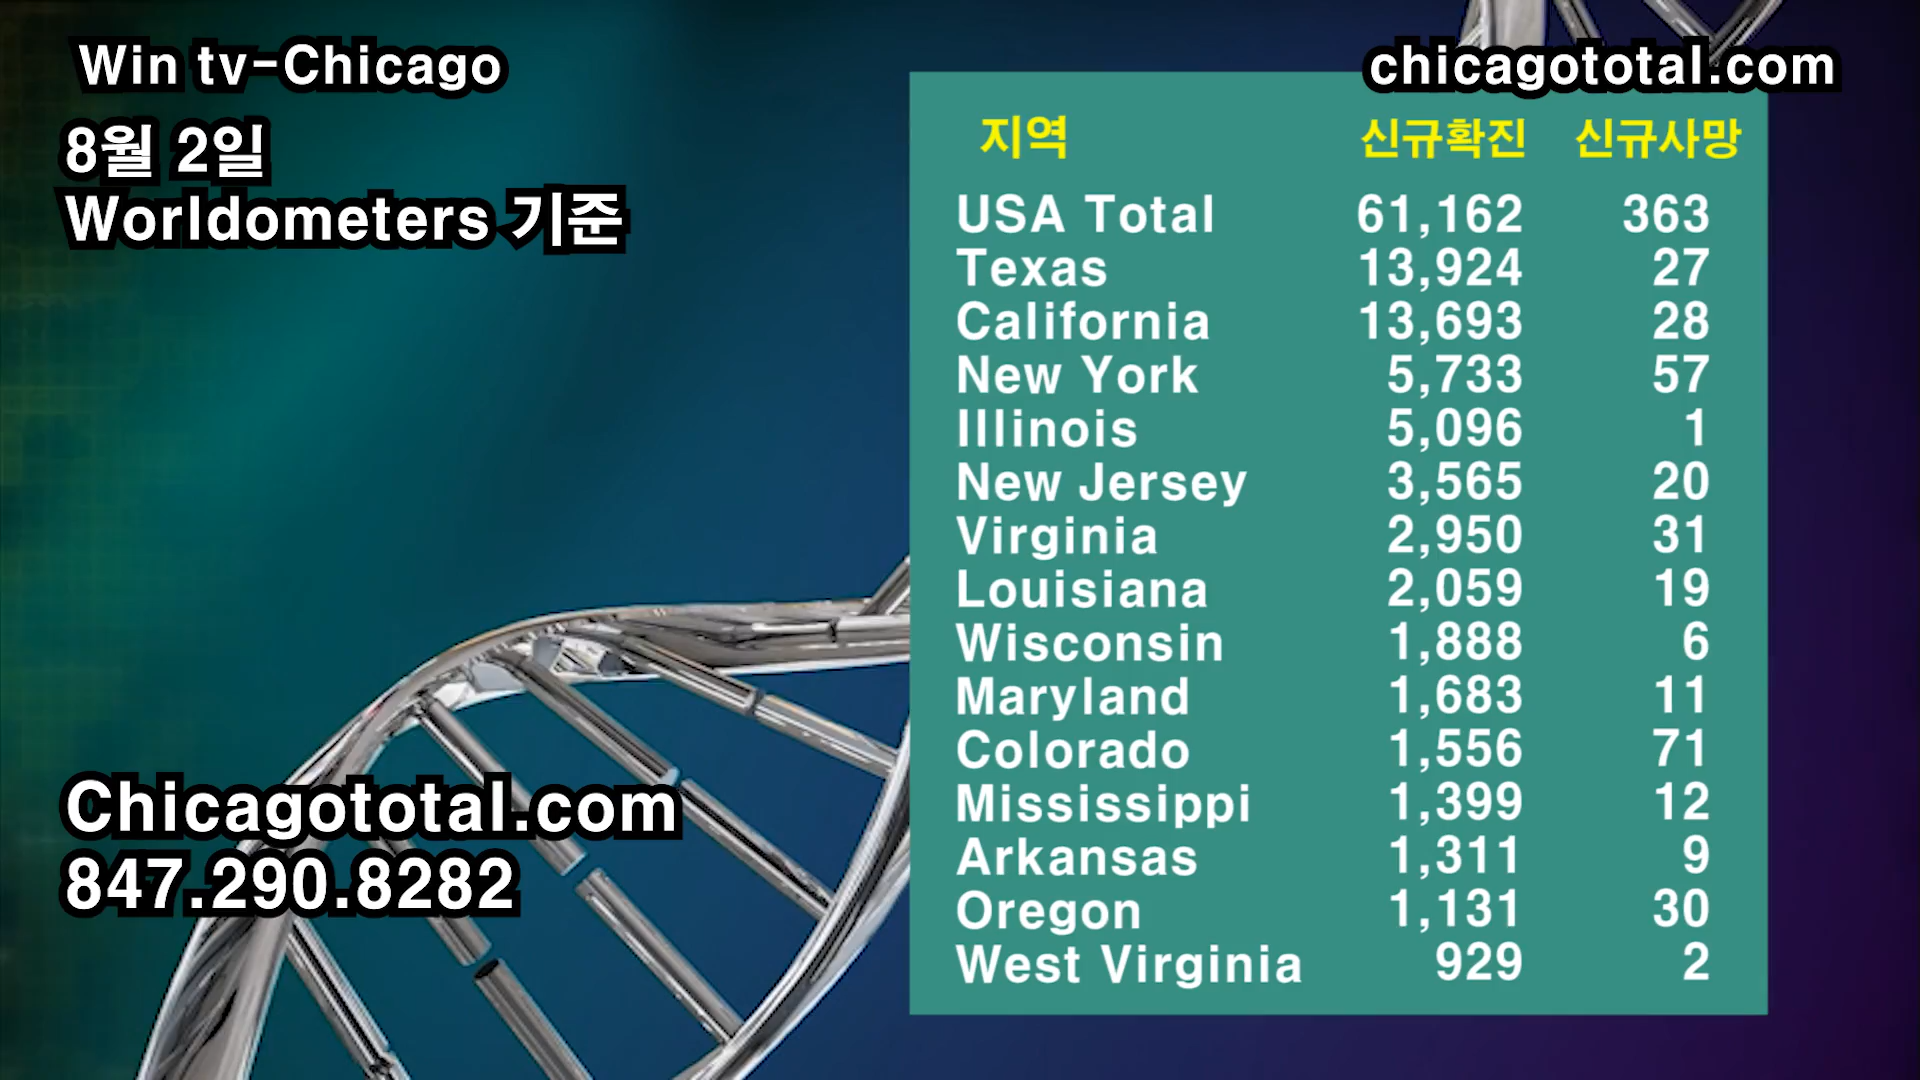 Win tv-Chicago
chicagototal.com
8월 2일
Worldometers 기준
지역 신규확진 신규사망
USA Total 61,162 363
Texas 13,924 27
California 13,693 28
New York 5,733 57
Illinois 5,096 1
New Jersey 3,565 20
Virginia 2,950 31
Louisiana 2,059 19
Wisconsin 1,888 6
Maryland 1,683 11
Colorado 1,556 71
Mississippi 1,399 12
Arkansas 1,311 9
Oregon 1,131 30
West Virginia 929 2
Chicagototal.com
847.290.8282